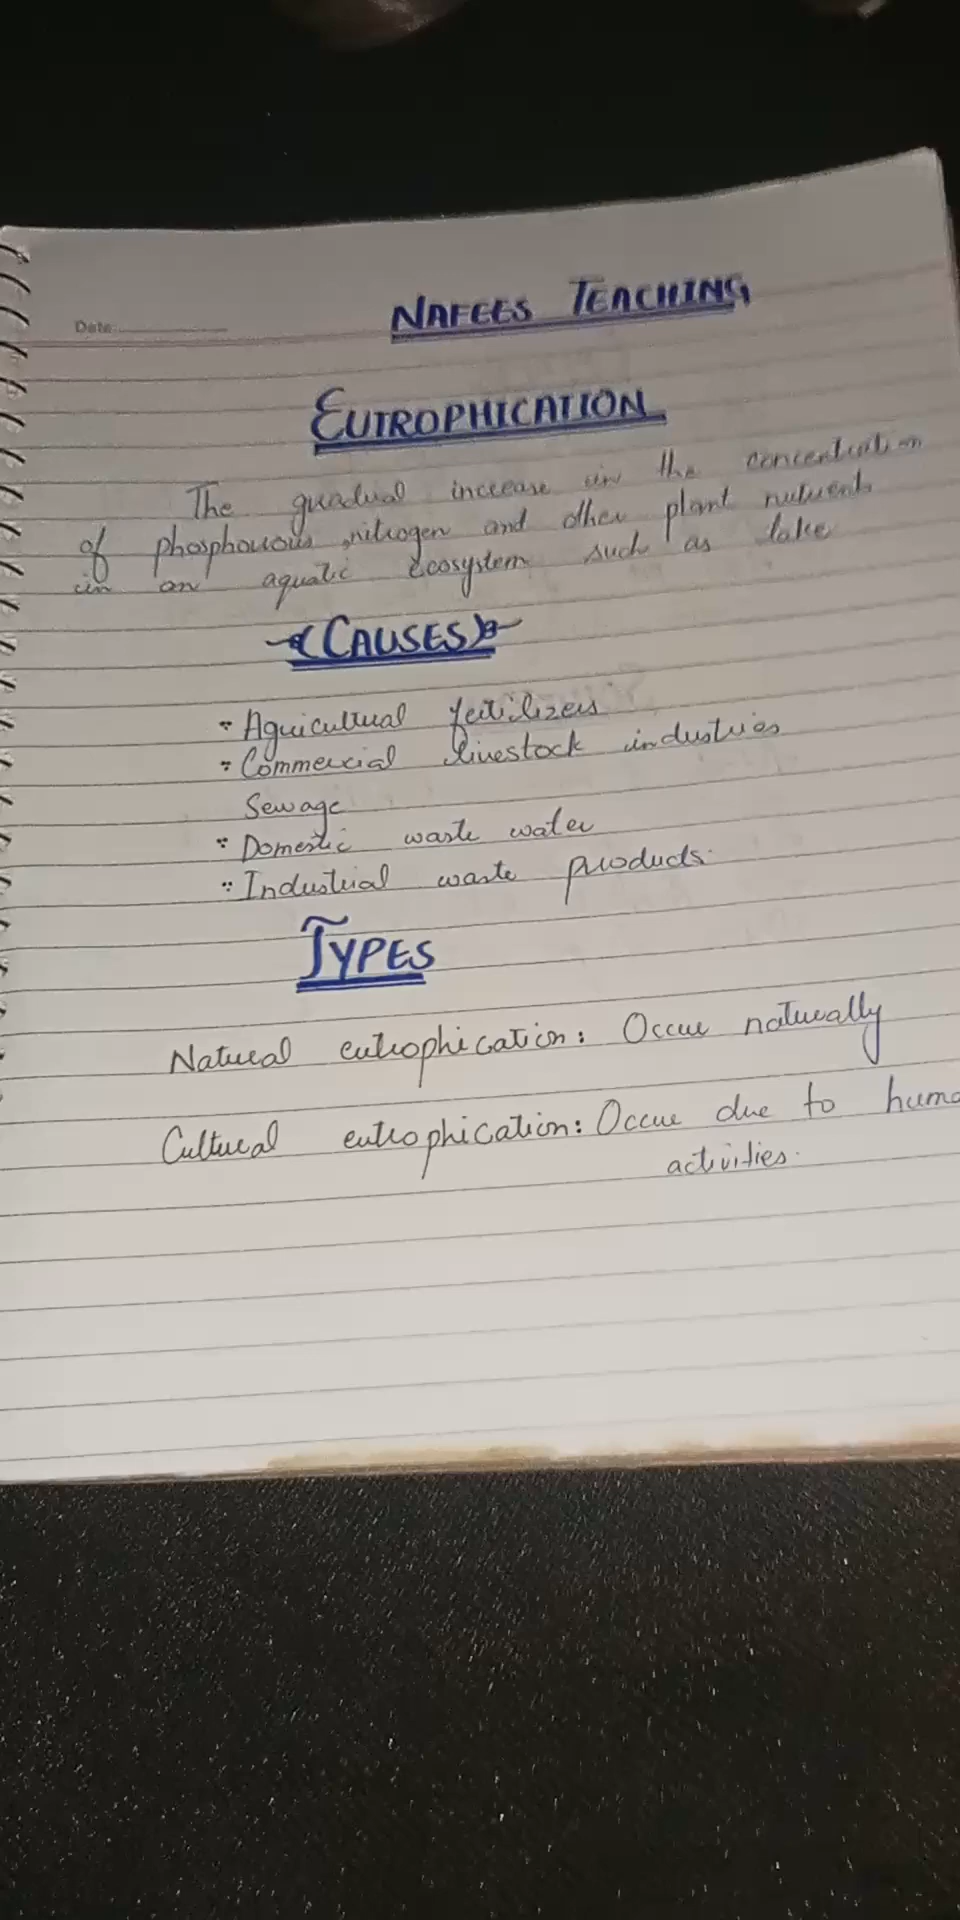 Date:
NAFEES TEACHING
EUTROPHICATION
The gradual increase in the concentration
of phosphorous, nitrogen and other plant nutrients
in an aquatic ecosystem such as lake
CAUSES
Agricultural fertilizers
Commercial livestock industries
Sewage
Domestic waste water
Industrial waste products.
TYPES
Natural eutrophication: Occur naturally
Cultural eutrophication: Occur due to huma
activities.